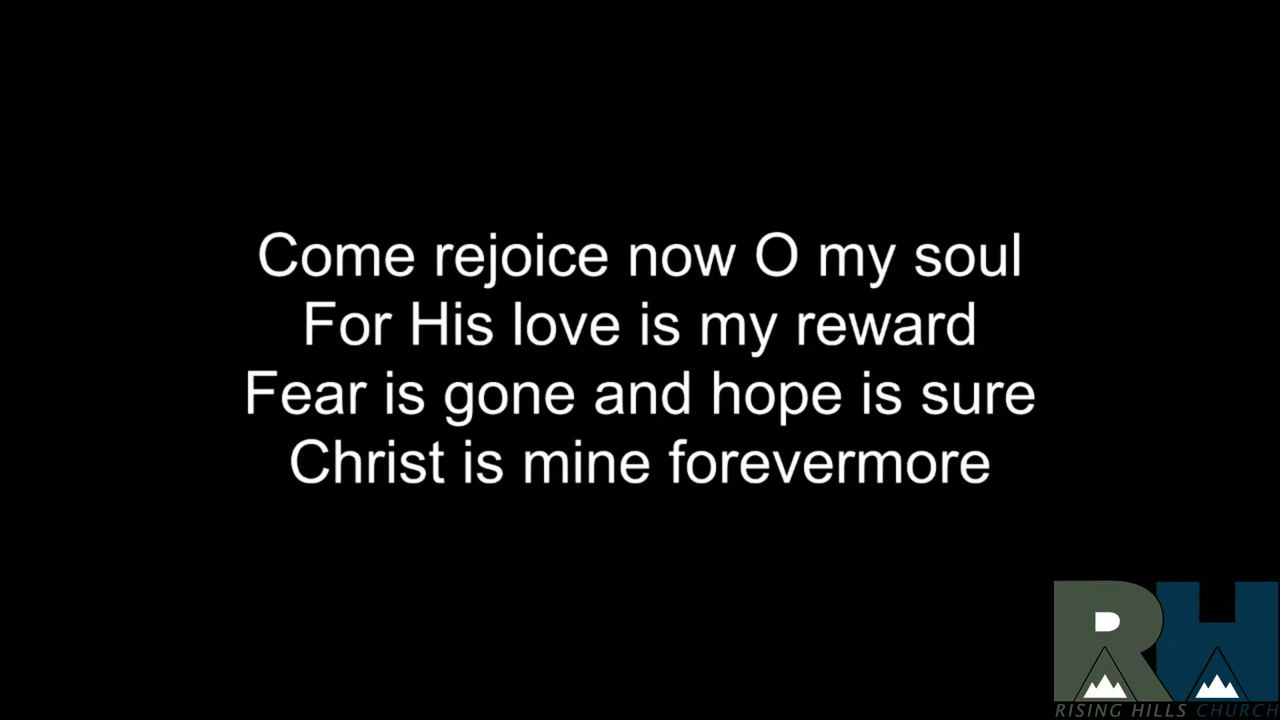 Come rejoice now O my soul
For His love is my reward
Fear is gone and hope is sure
Christ is mine forevermore
RH
RISING HILLS CHURCH